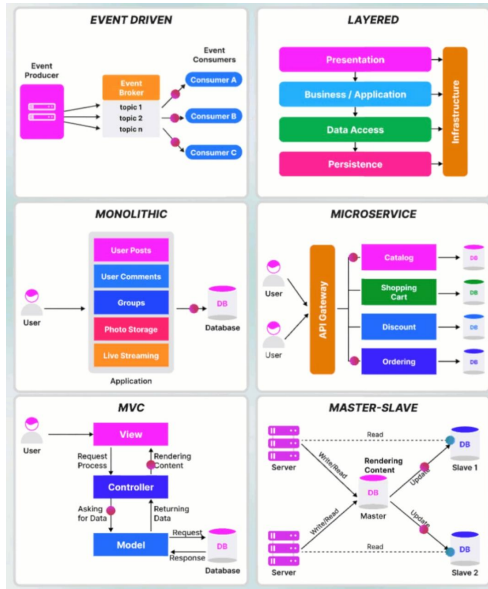 EVENT DRIVEN
Event
Producer
Event
Broker
topic 1
topic 2
topic n
Event
Consumers
Consumer A
Consumer B
Consumer C
LAYERED
Presentation
Business / Application
Data Access
Persistence
Infrastructure
MONOLITHIC
User
User Posts
User Comments
Groups
Photo Storage
Live Streaming
Application
DB
Database
MICROSERVICE
User
User
API Gateway
Catalog
DB
Shopping
Cart
DB
Discount
DB
Ordering
DB
MVC
User
View
Request
Process
Rendering
Content
Controller
Asking
for Data
Returning
Data
Model
Request
Response
DB
Database
MASTER-SLAVE
Server
Read
Write/Read
Rendering
Content
DB
Master
Update
DB
Slave 1
Server
Write/Read
Read
Update
DB
Slave 2